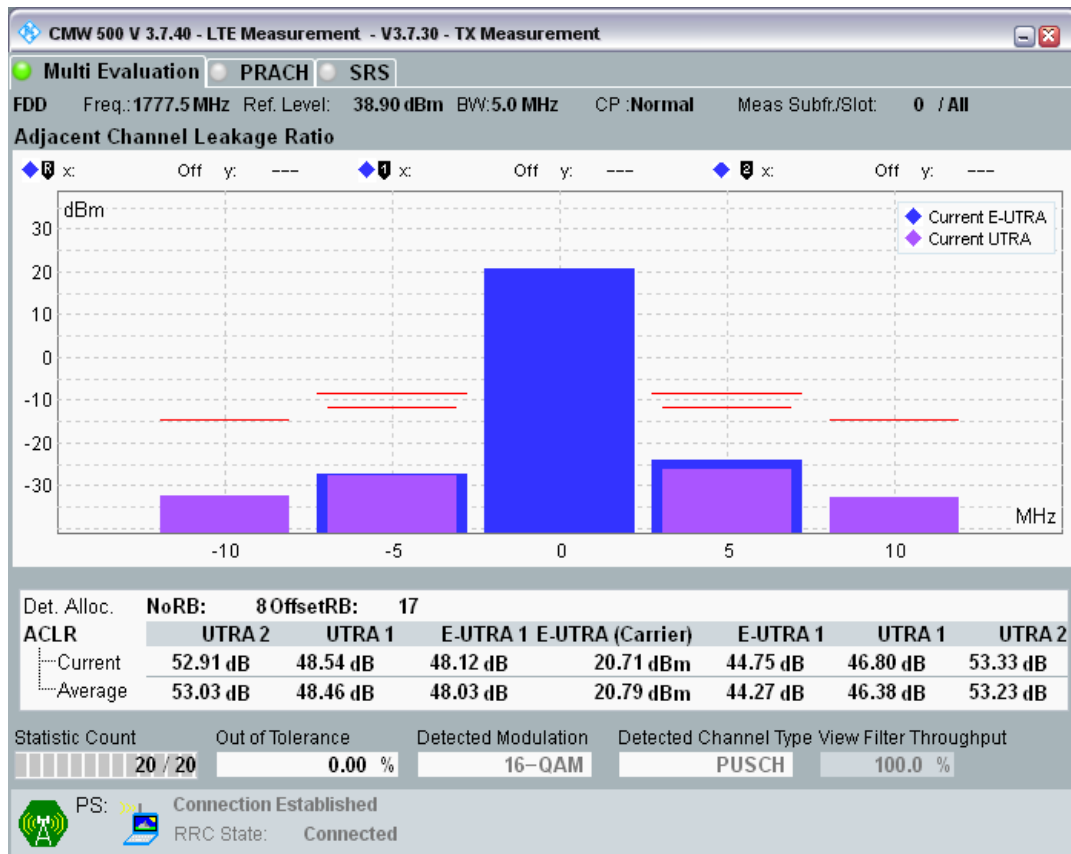 CMW 500 V 3.7.40 - LTE Measurement - V3.7.30 - TX Measurement
Multi Evaluation PRACH SRS
FDD Freq.:1777.5 MHz Ref. Level: 38.90 dBm BW:5.0 MHz CP :Normal Meas Subfr./Slot: 0 / All
Adjacent Channel Leakage Ratio
R x: Off y: --- 1 x: Off y: --- 2 x: Off y: ---
dBm
Current E-UTRA
Current UTRA
30
20
10
0
-10
-20
-30
MHz
-10 -5 0 5 10
Det. Alloc. NoRB: 8 OffsetRB: 17
ACLR UTRA 2 UTRA 1 E-UTRA 1 E-UTRA (Carrier) E-UTRA 1 UTRA 1 UTRA 2
Current 52.91 dB 48.54 dB 48.12 dB 20.71 dBm 44.75 dB 46.80 dB 53.33 dB
Average 53.03 dB 48.46 dB 48.03 dB 20.79 dBm 44.27 dB 46.38 dB 53.23 dB
Statistic Count Out of Tolerance Detected Modulation Detected Channel Type View Filter Throughput
20 / 20 0.00 % 16-QAM PUSCH 100.0 %
PS: Connection Established
RRC State: Connected